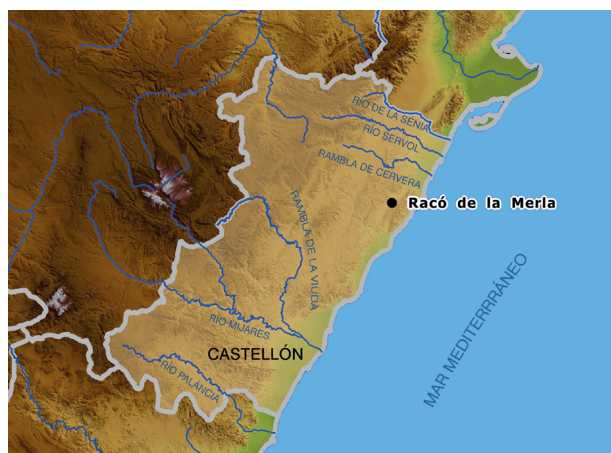 RÍO DE LA SENIA
RÍO SERVOL
RAMBLA DE CERVERA
Racó de la Merla
RAMBLA DE LA VIUDA
MAR MEDITERRRÁNEO
RÍO MIJARES
CASTELLÓN
RÍO PALANCIA